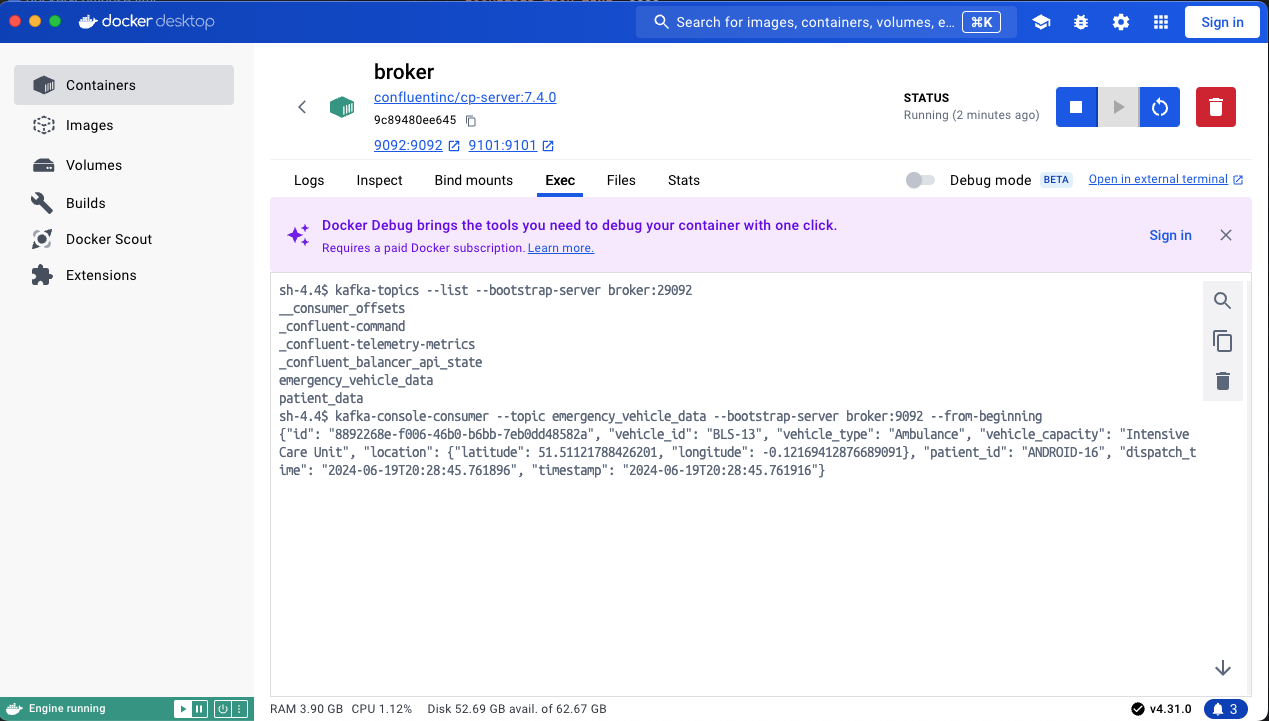 docker desktop
Search for images, containers, volumes, e... ⌘K
Sign in
Containers
Images
Volumes
Builds
Docker Scout
Extensions
broker
confluentinc/cp-server:7.4.0
9c89480ee645
9092:9092 9101:9101
STATUS
Running (2 minutes ago)
Logs Inspect Bind mounts Exec Files Stats
Debug mode BETA Open in external terminal
Docker Debug brings the tools you need to debug your container with one click.
Requires a paid Docker subscription. Learn more.
Sign in
sh-4.4$ kafka-topics --list --bootstrap-server broker:29092
__consumer_offsets
_confluent-command
_confluent-telemetry-metrics
_confluent_balancer_api_state
emergency_vehicle_data
patient_data
sh-4.4$ kafka-console-consumer --topic emergency_vehicle_data --bootstrap-server broker:9092 --from-beginning
{"id": "8892268e-f006-46b0-b6bb-7eb0dd48582a", "vehicle_id": "BLS-13", "vehicle_type": "Ambulance", "vehicle_capacity": "Intensive
Care Unit", "location": {"latitude": 51.51121788426201, "longitude": -0.12169412876689091}, "patient_id": "ANDROID-16", "dispatch_t
ime": "2024-06-19T20:28:45.761896", "timestamp": "2024-06-19T20:28:45.761916"}
Engine running
RAM 3.90 GB CPU 1.12% Disk 52.69 GB avail. of 62.67 GB
v4.31.0
3